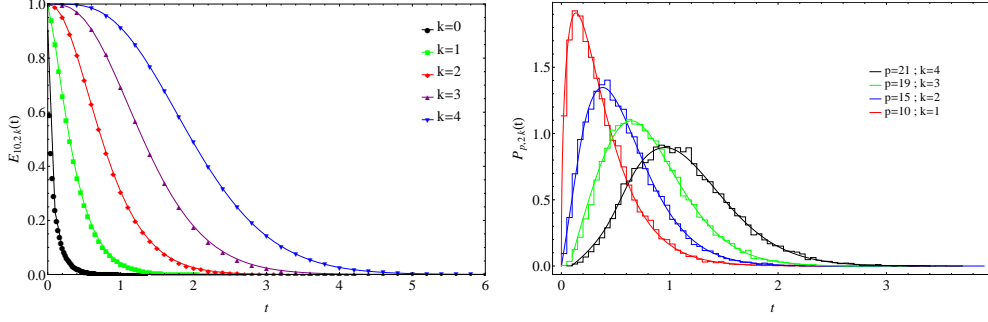 1.0
0.8
0.6
0.4
0.2
0.0
0 1 2 3 4 5 6
E10,2k(t)
t
k=0
k=1
k=2
k=3
k=4
1.5
1.0
0.5
0.0
0 1 2 3
Pp,2k(t)
t
p=21 ; k=4
p=19 ; k=3
p=15 ; k=2
p=10 ; k=1